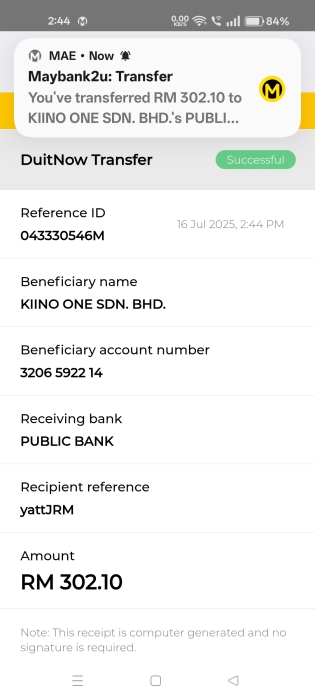 2:44
0.00 KB/S
84%
MAE • Now
Maybank2u: Transfer
You've transferred RM 302.10 to
KIINO ONE SDN. BHD.'s PUBLI...
DuitNow Transfer
Successful
Reference ID
16 Jul 2025, 2:44 PM
043330546M
Beneficiary name
KIINO ONE SDN. BHD.
Beneficiary account number
3206 5922 14
Receiving bank
PUBLIC BANK
Recipient reference
yattJRM
Amount
RM 302.10
Note: This receipt is computer generated and no
signature is required.